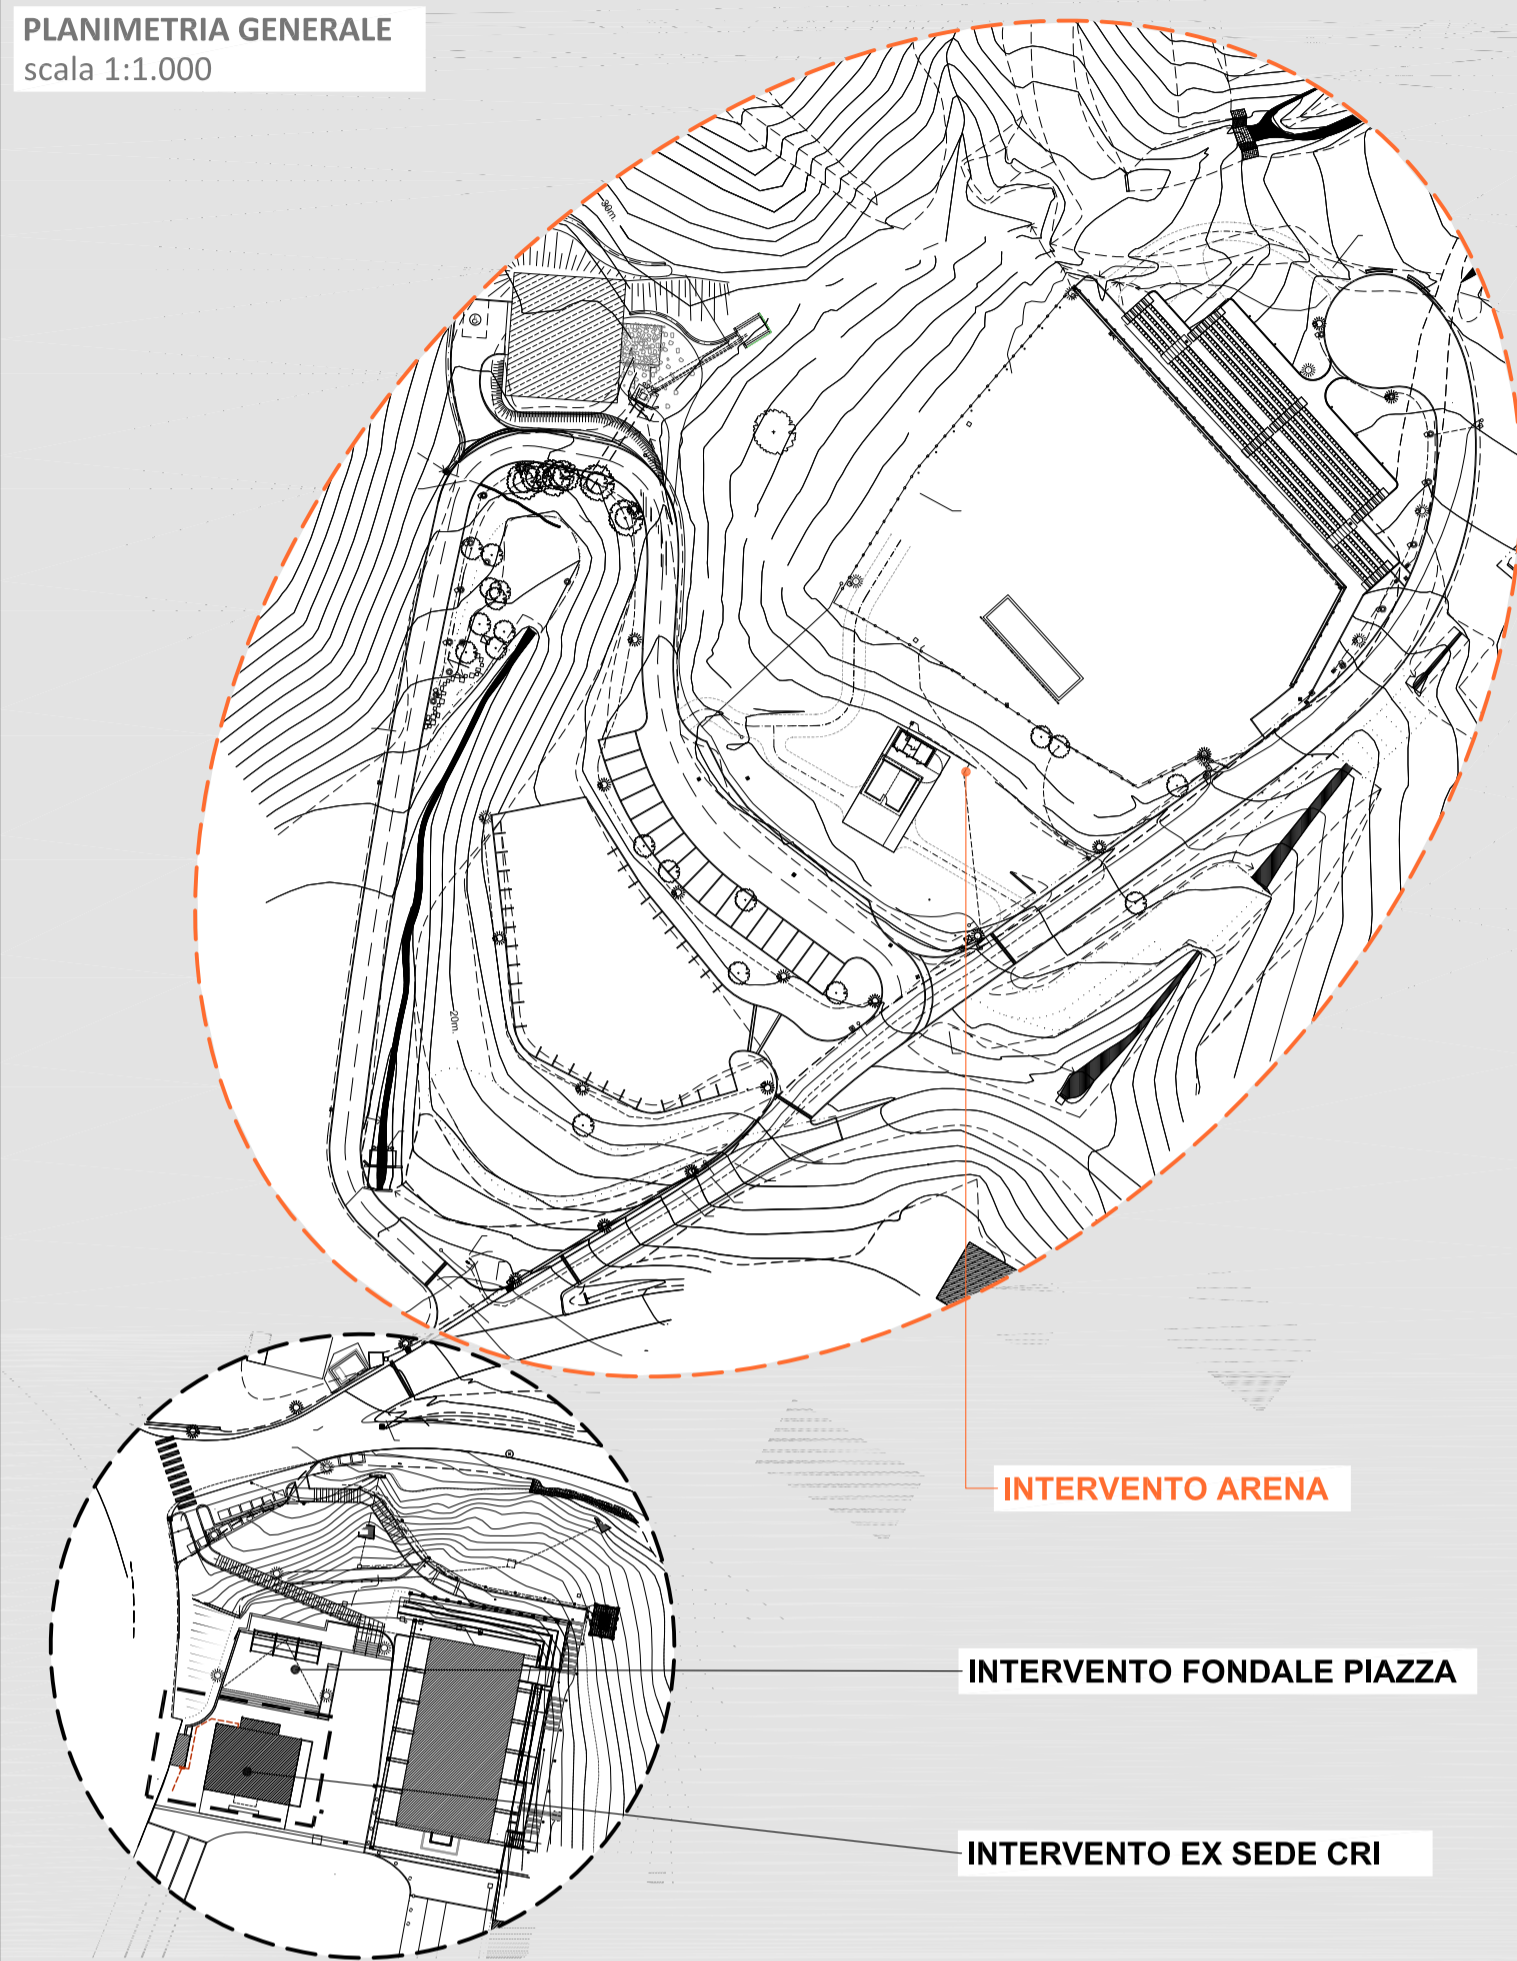 PLANIMETRIA GENERALE
scala 1:1.000
30m.
20m.
INTERVENTO ARENA
INTERVENTO FONDALE PIAZZA
INTERVENTO EX SEDE CRI